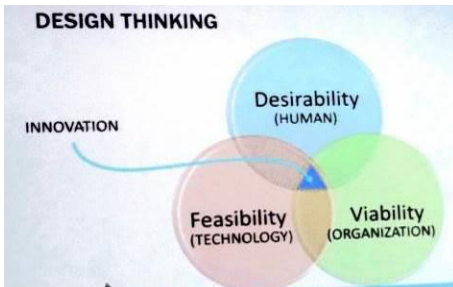 DESIGN THINKING
Desirability
(HUMAN)
INNOVATION
Feasibility
(TECHNOLOGY)
Viability
(ORGANIZATION)